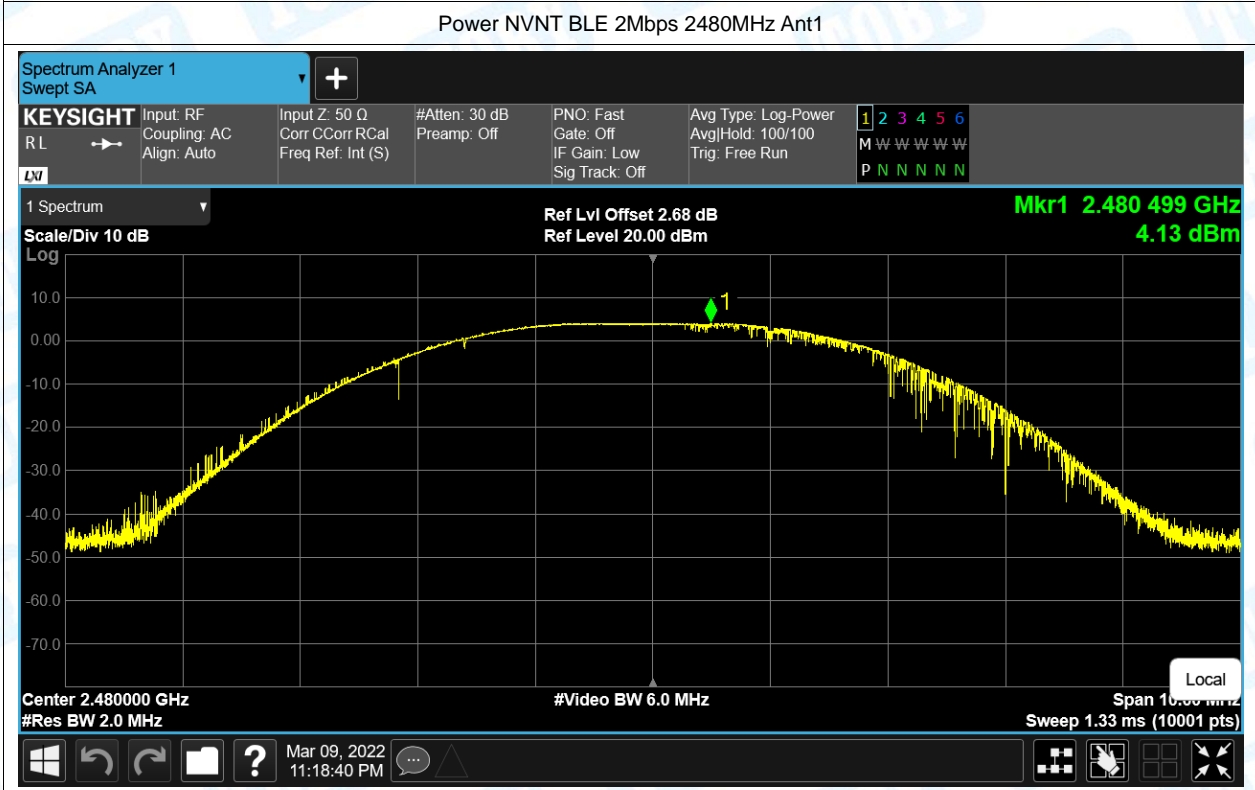 Power NVNT BLE 2Mbps 2480MHz Ant1
Spectrum Analyzer 1
Swept SA
KEYSIGHT
R L
LXI
Input: RF
Coupling: AC
Align: Auto
Input Z: 50 Ω
Corr CCorr RCal
Freq Ref: Int (S)
#Atten: 30 dB
Preamp: Off
PNO: Fast
Gate: Off
IF Gain: Low
Sig Track: Off
Avg Type: Log-Power
Avg|Hold: 100/100
Trig: Free Run
1 2 3 4 5 6
M W W W W W
P N N N N N
1 Spectrum
Scale/Div 10 dB
Ref Lvl Offset 2.68 dB
Ref Level 20.00 dBm
Mkr1 2.480 499 GHz
4.13 dBm
Log
10.0
0.00
-10.0
-20.0
-30.0
-40.0
-50.0
-60.0
-70.0
1
Local
Center 2.480000 GHz
#Res BW 2.0 MHz
#Video BW 6.0 MHz
Span 10.00 MHz
Sweep 1.33 ms (10001 pts)
?
Mar 09, 2022
11:18:40 PM